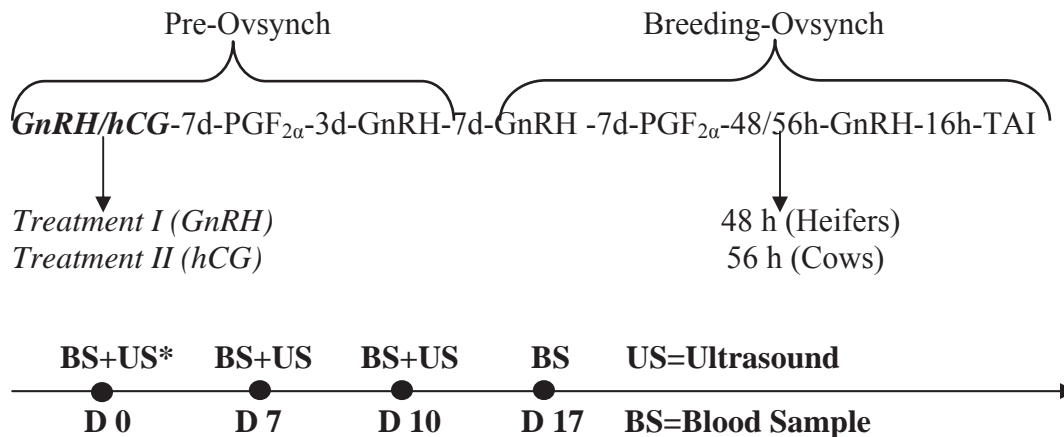 Pre-Ovsynch Breeding-Ovsynch
GnRH/hCG-7d-PGF2α-3d-GnRH-7d-GnRH -7d-PGF2α-48/56h-GnRH-16h-TAI
Treatment I (GnRH) 48 h (Heifers)
Treatment II (hCG) 56 h (Cows)
BS+US* BS+US BS+US BS US=Ultrasound
D 0 D 7 D 10 D 17 BS=Blood Sample